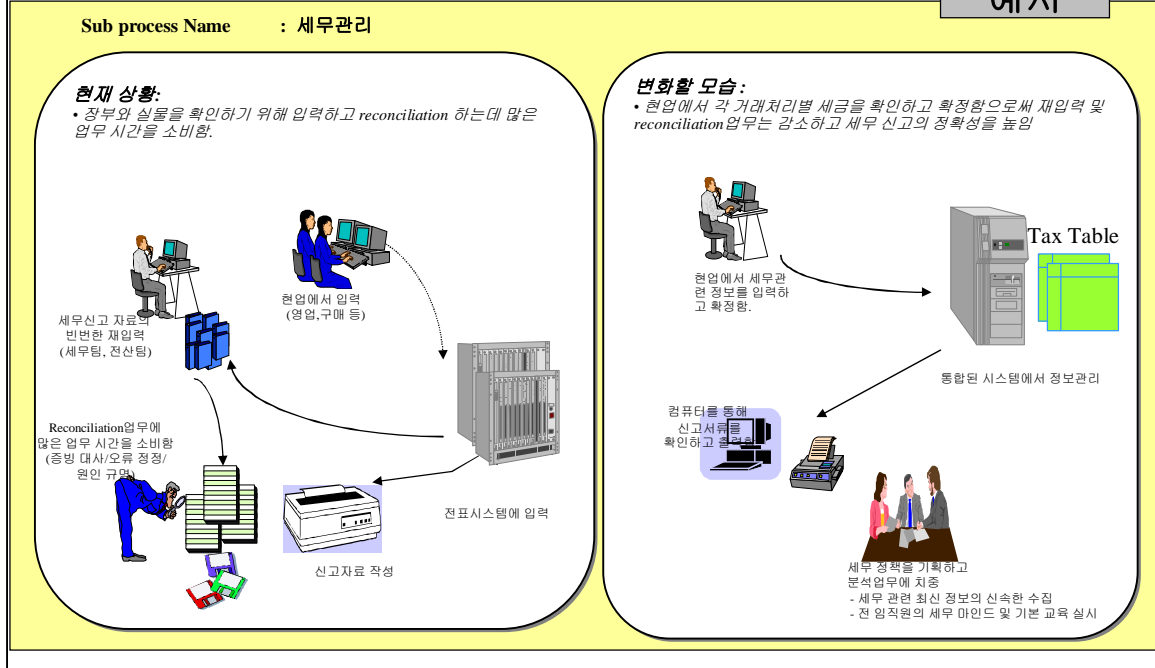 예시
Sub process Name : 세무관리
현재 상황:
• 장부와 실물을 확인하기 위해 입력하고 reconciliation 하는데 많은
업무 시간을 소비함.
현업에서 입력
(영업,구매 등)
세무신고 자료의
빈번한 재입력
(세무팀, 전산팀)
Reconciliation업무에
많은 업무 시간을 소비함
(증빙 대사/오류 정정/
원인 규명)
전표시스템에 입력
신고자료 작성
변화할 모습 :
• 현업에서 각 거래처리별 세금을 확인하고 확정함으로써 재입력 및
reconciliation업무는 감소하고 세무 신고의 정확성을 높임
Tax Table
현업에서 세무관
련 정보를 입력하
고 확정함.
통합된 시스템에서 정보관리
컴퓨터를 통해
신고서류를
확인하고 출력함
세무 정책을 기획하고
분석업무에 치중
- 세무 관련 최신 정보의 신속한 수집
- 전 임직원의 세무 마인드 및 기본 교육 실시